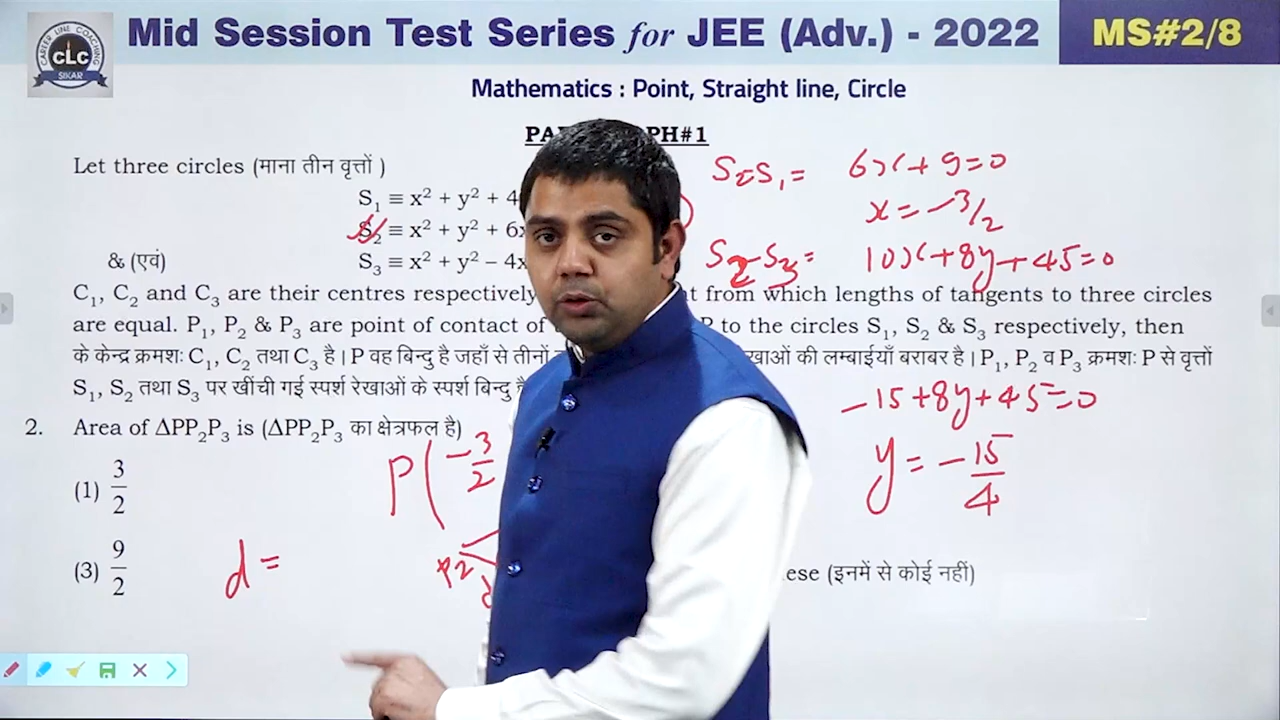 Mid Session Test Series for JEE (Adv.) - 2022
MS#2/8
CAREER LINE COACHING
CLC
SIKAR
Mathematics : Point, Straight line, Circle
PH#1
Let three circles (माना तीन वृत्तों )
S₁ ≡ x² + y² + 4
S₂ ≡ x² + y² + 6x
& (एवं)
S₃ ≡ x² + y² – 4x
C₁, C₂ and C₃ are their centres respectively
t from which lengths of tangents to three circles
are equal. P₁, P₂ & P₃ are point of contact of
P to the circles S₁, S₂ & S₃ respectively, then
के केन्द्र क्रमशः C₁, C₂ तथा C₃ है। P वह बिन्दु है जहाँ से तीनों
रेखाओं की लम्बाईयाँ बराबर है। P₁, P₂ व P₃ क्रमशः P से वृत्तों
S₁, S₂ तथा S₃ पर खींची गई स्पर्श रेखाओं के स्पर्श बिन्दु
2. Area of ΔPP₂P₃ is (ΔPP₂P₃ का क्षेत्रफल है)
(1) 3/2
(3) 9/2
ese (इनमें से कोई नहीं)
S₂S₁ = 6x + 9 = 0
x = -3/2
S₂-S₃ = 10x + 8y + 45 = 0
-15 + 8y + 45 = 0
y = -15/4
P( -3/2
P2
d
d =